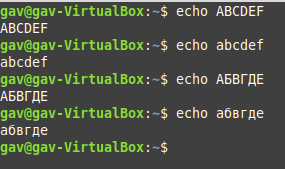 gav@gav-VirtualBox:~$ echo ABCDEF
ABCDEF
gav@gav-VirtualBox:~$ echo abcdef
abcdef
gav@gav-VirtualBox:~$ echo АБВГДЕ
АБВГДЕ
gav@gav-VirtualBox:~$ echo абвгде
абвгде
gav@gav-VirtualBox:~$